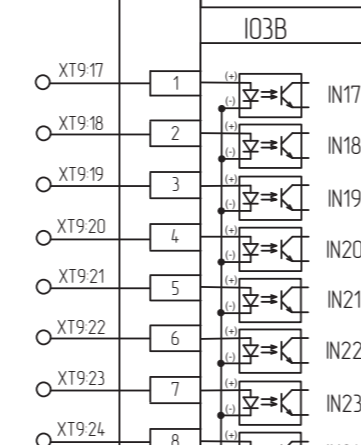 IO3B
XT9:17 1 (+) (-) IN17
XT9:18 2 (+) (-) IN18
XT9:19 3 (+) (-) IN19
XT9:20 4 (+) (-) IN20
XT9:21 5 (+) (-) IN21
XT9:22 6 (+) (-) IN22
XT9:23 7 (+) (-) IN23
XT9:24 8 (+)